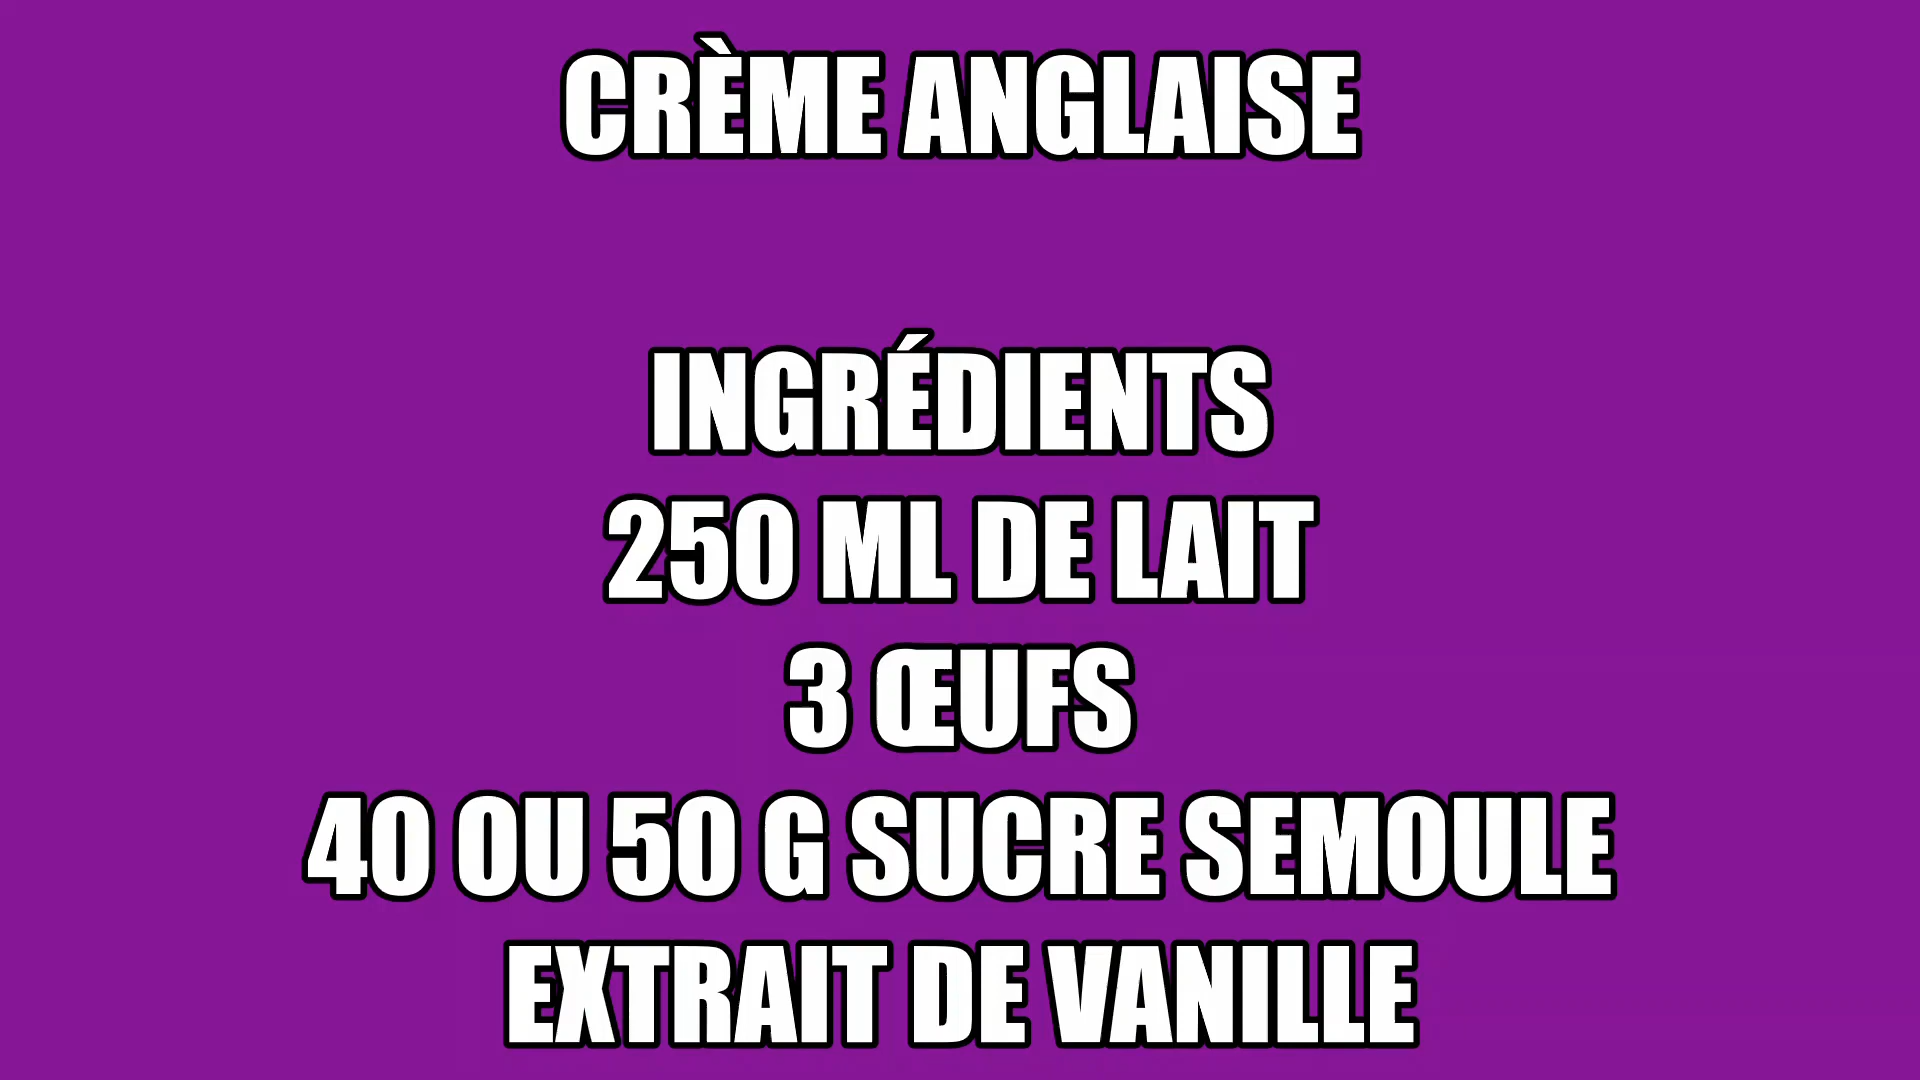 CRÈME ANGLAISE
INGRÉDIENTS
250 ML DE LAIT
3 ŒUFS
40 OU 50 G SUCRE SEMOULE
EXTRAIT DE VANILLE